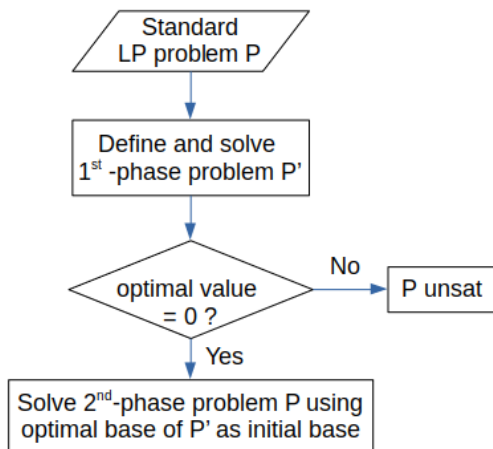 Standard
LP problem P
Define and solve
1st -phase problem P’
optimal value
= 0 ?
No
P unsat
Yes
Solve 2nd-phase problem P using
optimal base of P’ as initial base